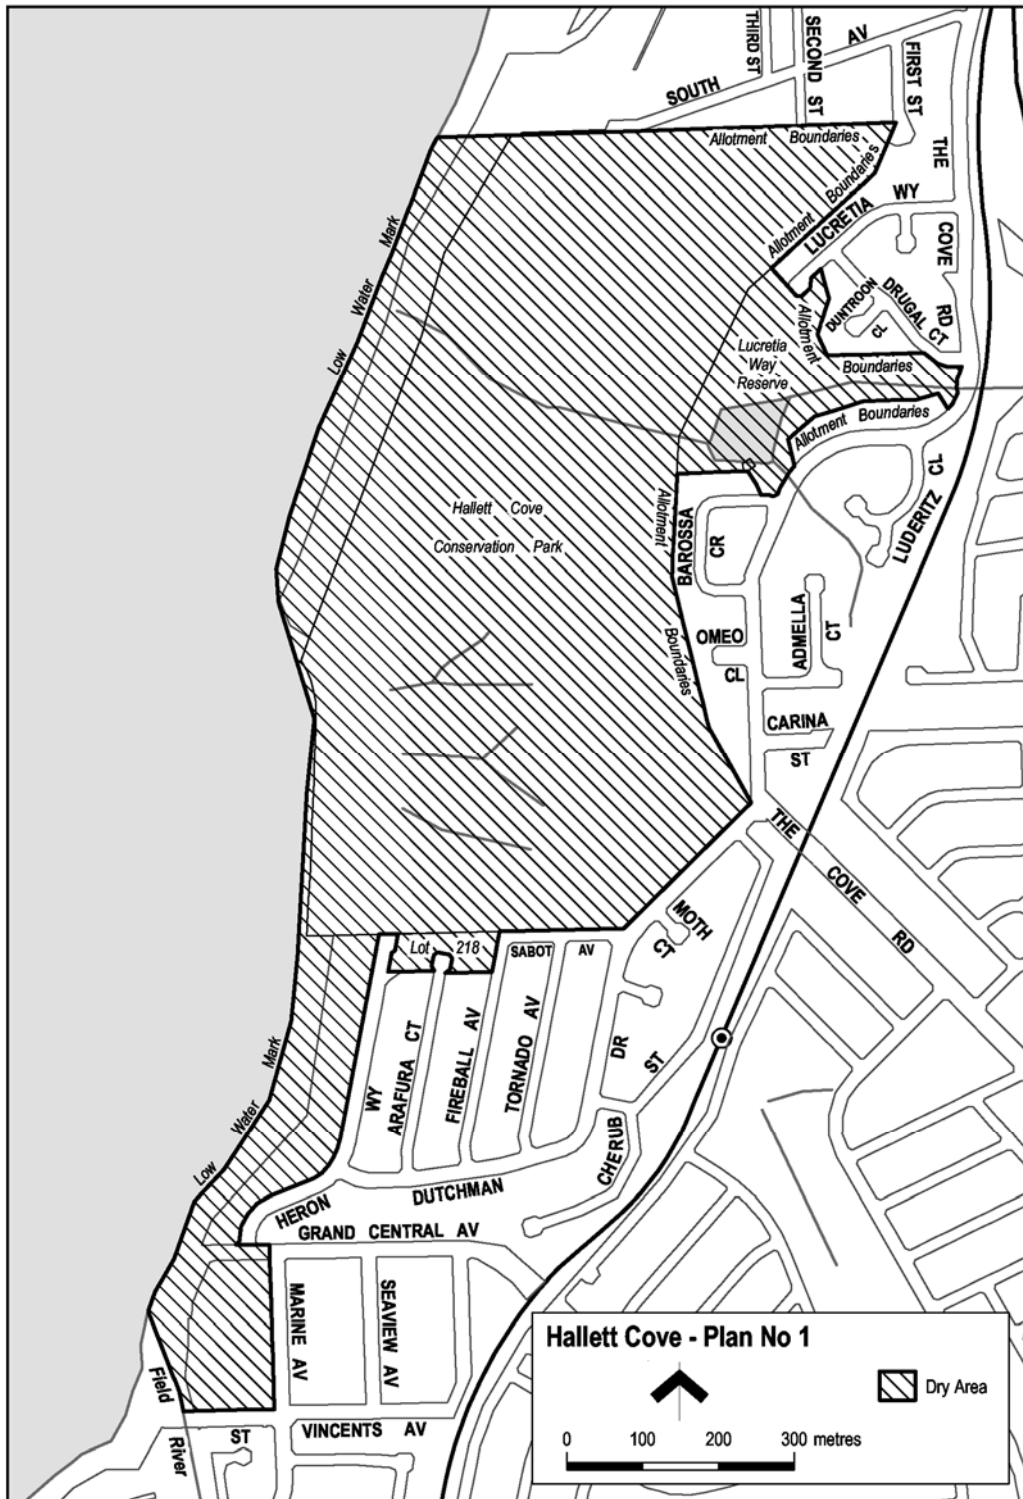 THIRD ST
SECOND ST
SOUTH AV
FIRST ST
Allotment Boundaries
Allotment Boundaries
THE COVE RD
LUCRETIA WY
Low Water Mark
DUNTROON CL
DRUGAL CT
Allotment Boundaries
Lucretia
Way
Reserve
Allotment Boundaries
Hallett Cove
Conservation Park
Allotment Boundaries
BAROSSA CR
LUDERITZ CL
OMEO CL
ADMELLA CT
CARINA ST
THE COVE RD
MOTH CT
Lot 218
SABOT AV
Low Water Mark
HERON WY
ARAFURA CT
FIREBALL AV
TORNADO AV
DUTCHMAN DR
CHERUB ST
GRAND CENTRAL AV
MARINE AV
SEAVIEW AV
Field River
ST VINCENTS AV
Hallett Cove - Plan No 1
Dry Area
0 100 200 300 metres